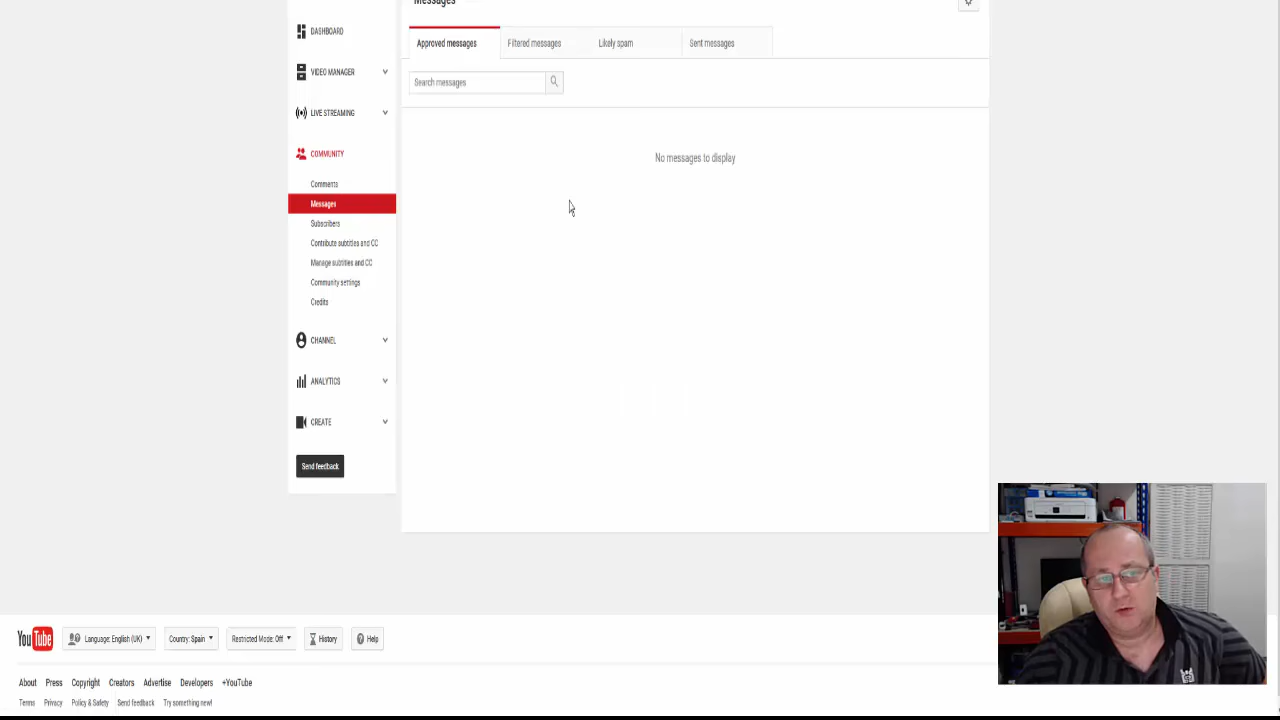 Messages
DASHBOARD
VIDEO MANAGER
LIVE STREAMING
COMMUNITY
Comments
Messages
Subscribers
Contribute subtitles and CC
Manage subtitles and CC
Community settings
Credits
CHANNEL
ANALYTICS
CREATE
Send feedback
Approved messages Filtered messages Likely spam Sent messages
Search messages
No messages to display
YouTube Language: English (UK) Country: Spain Restricted Mode: Off History Help
About Press Copyright Creators Advertise Developers +YouTube
Terms Privacy Policy & Safety Send feedback Try something new!